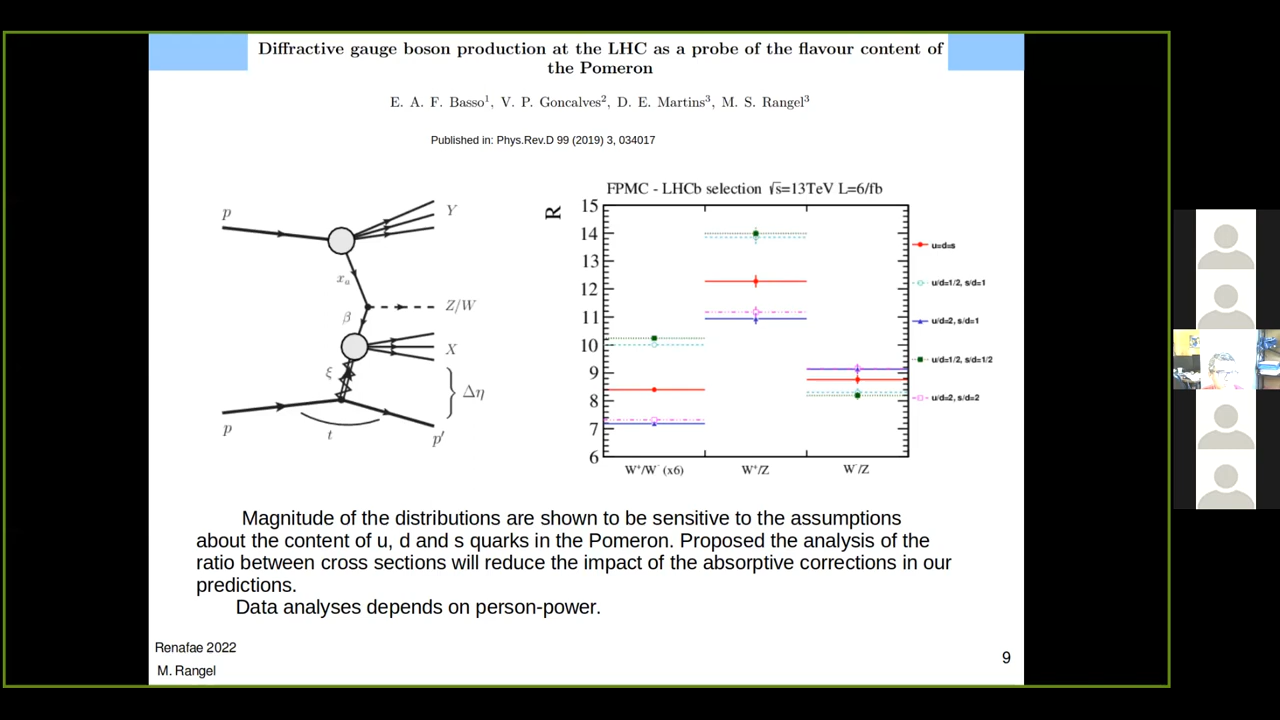 Diffractive gauge boson production at the LHC as a probe of the flavour content of
the Pomeron
E. A. F. Basso¹, V. P. Goncalves², D. E. Martins³, M. S. Rangel³
Published in: Phys.Rev.D 99 (2019) 3, 034017
p
Y
xₐ
Z/W
β
X
ξ
Δη
p
t
p'
FPMC - LHCb selection √s=13TeV L=6/fb
R
15
14
13
12
11
10
9
8
7
6
W⁺/W⁻ (x6)
W⁺/Z
W⁻/Z
u=d=s
u/d=1/2, s/d=1
u/d=2, s/d=1
u/d=1/2, s/d=1/2
u/d=2, s/d=2
Magnitude of the distributions are shown to be sensitive to the assumptions
about the content of u, d and s quarks in the Pomeron. Proposed the analysis of the
ratio between cross sections will reduce the impact of the absorptive corrections in our
predictions.
Data analyses depends on person-power.
Renafae 2022
M. Rangel
9